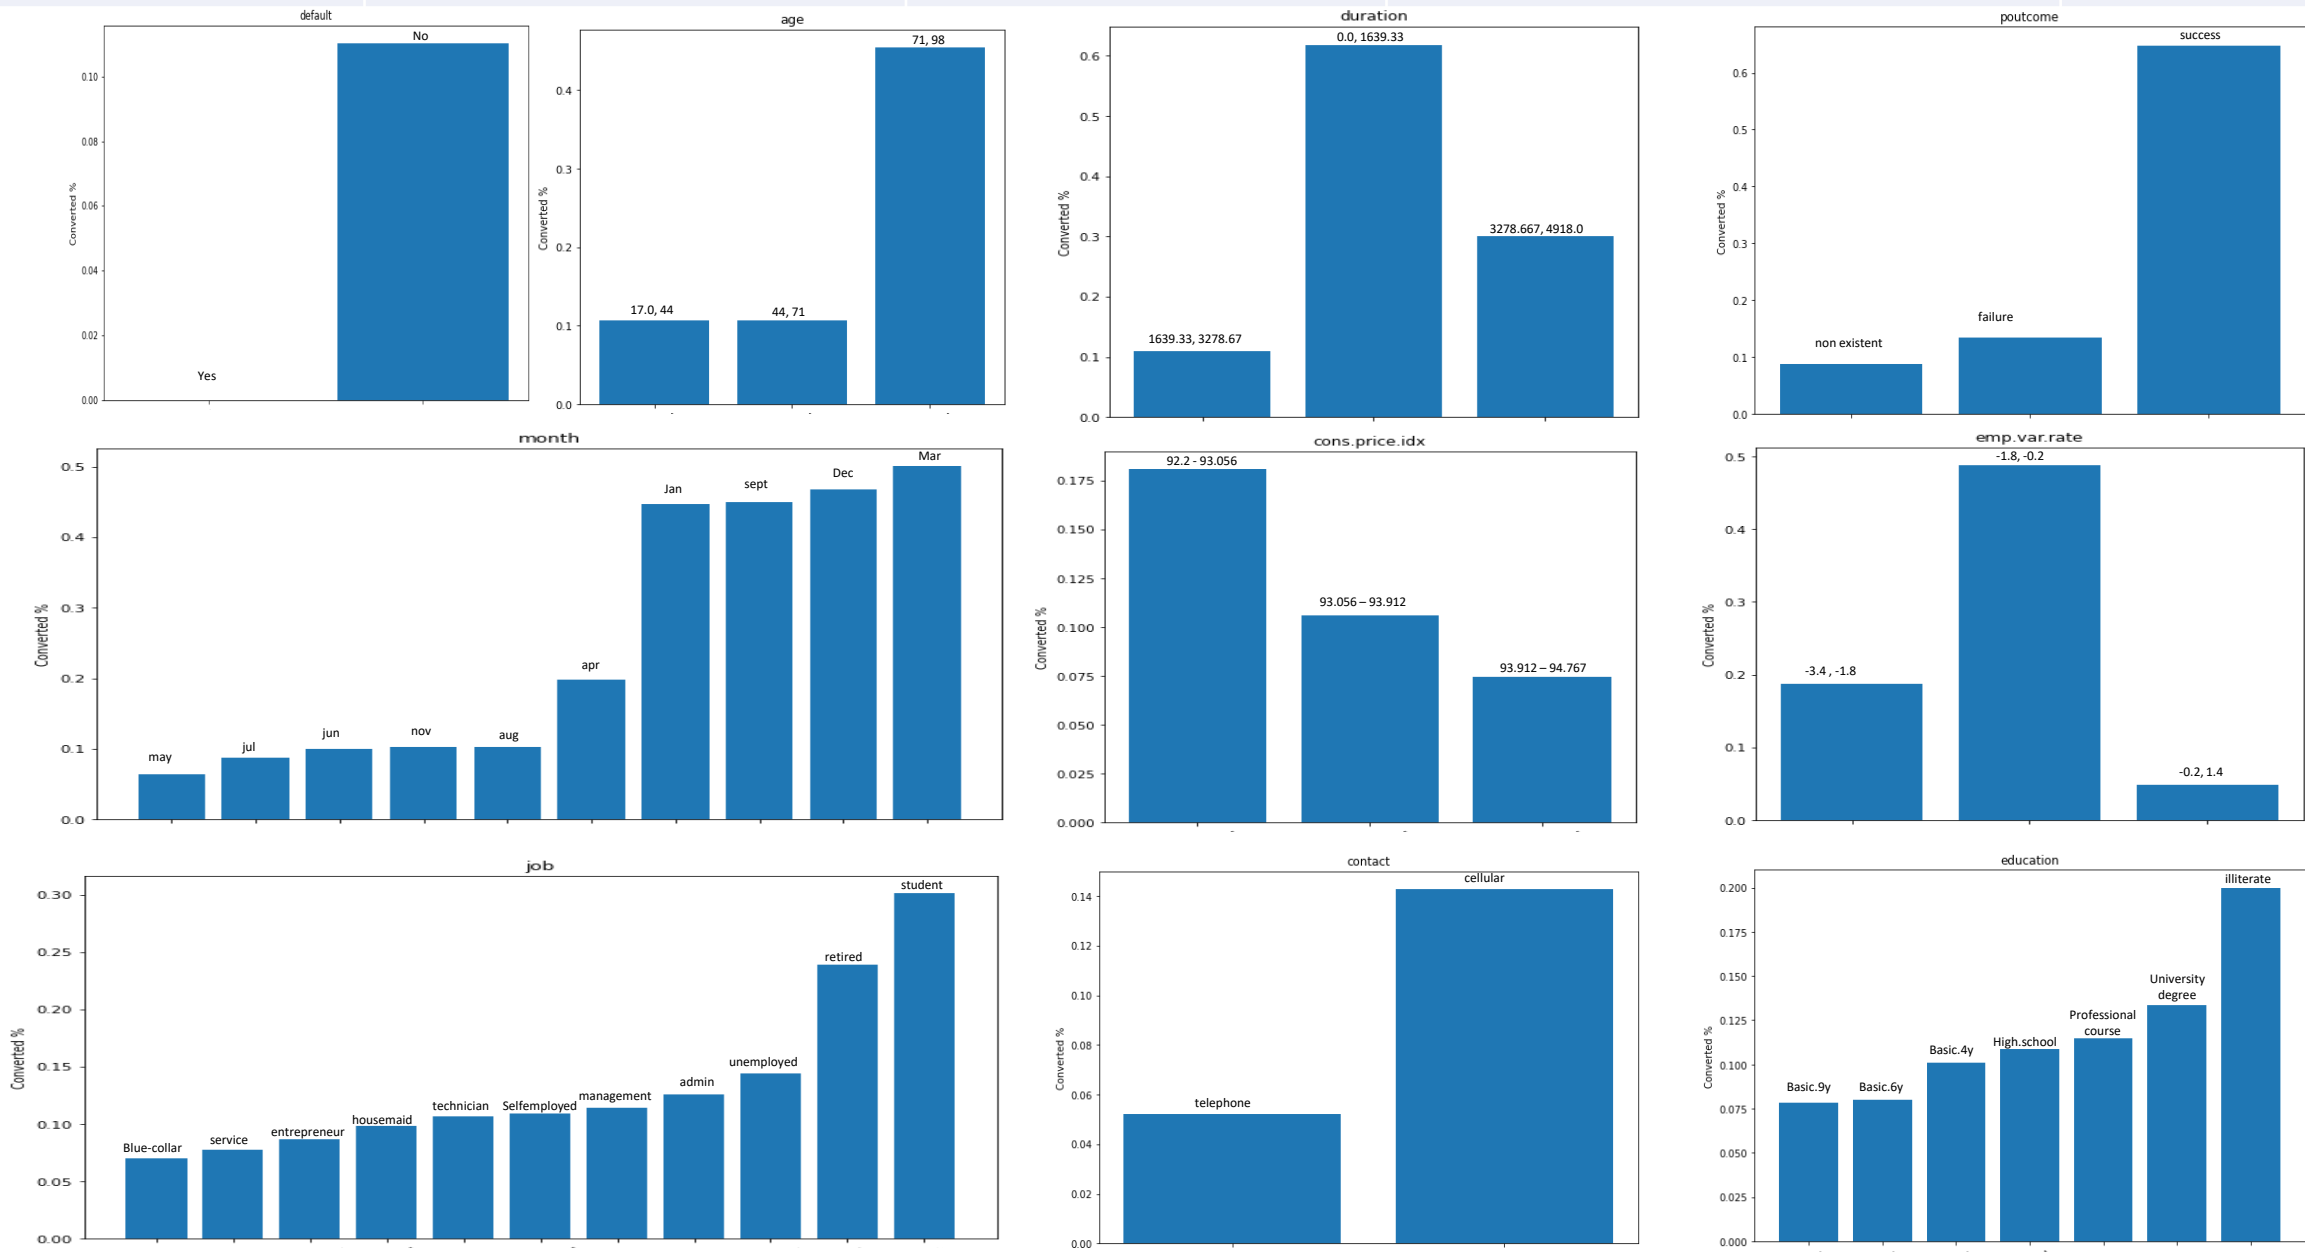 default
No
0.10
0.08
0.06
0.04
0.02
0.00
Converted %
Yes
age
71, 98
0.4
0.3
0.2
0.1
0.0
Converted %
17.0, 44
44, 71
duration
0.0, 1639.33
0.6
0.5
0.4
0.3
0.2
0.1
0.0
Converted %
3278.667, 4918.0
1639.33, 3278.67
poutcome
success
0.6
0.5
0.4
0.3
0.2
0.1
0.0
Converted %
failure
non existent
month
Mar
0.5
0.4
0.3
0.2
0.1
0.0
Converted %
Dec
sept
Jan
apr
nov
jun
aug
jul
may
cons.price.idx
92.2 - 93.056
0.175
0.150
0.125
0.100
0.075
0.050
0.025
0.000
Converted %
93.056 – 93.912
93.912 – 94.767
emp.var.rate
-1.8, -0.2
0.5
0.4
0.3
0.2
0.1
0.0
Converted %
-3.4 , -1.8
-0.2, 1.4
job
student
0.30
0.25
0.20
0.15
0.10
0.05
0.00
Converted %
retired
unemployed
admin
management
Selfemployed
technician
housemaid
entrepreneur
service
Blue-collar
contact
cellular
0.14
0.12
0.10
0.08
0.06
0.04
0.02
0.00
Converted %
telephone
education
illiterate
0.200
0.175
0.150
0.125
0.100
0.075
0.050
0.025
0.000
Converted %
University
degree
Professional
course
High.school
Basic.4y
Basic.9y
Basic.6y